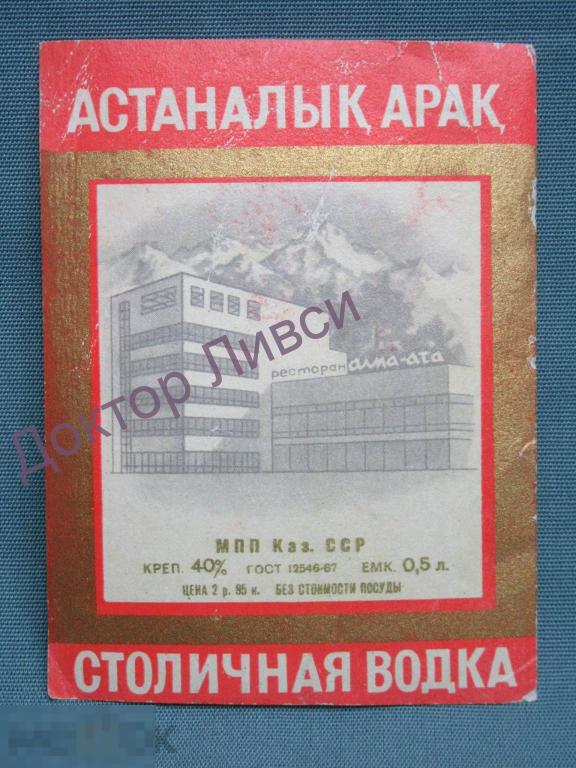 АСТАНАЛЫҚ АРАҚ
ресторан алма-ата
Доктор Ливси
МПП Каз. ССР
КРЕП. 40% ГОСТ 12546-67 ЕМК. 0,5 л.
ЦЕНА 2 р. 95 к. БЕЗ СТОИМОСТИ ПОСУДЫ
СТОЛИЧНАЯ ВОДКА